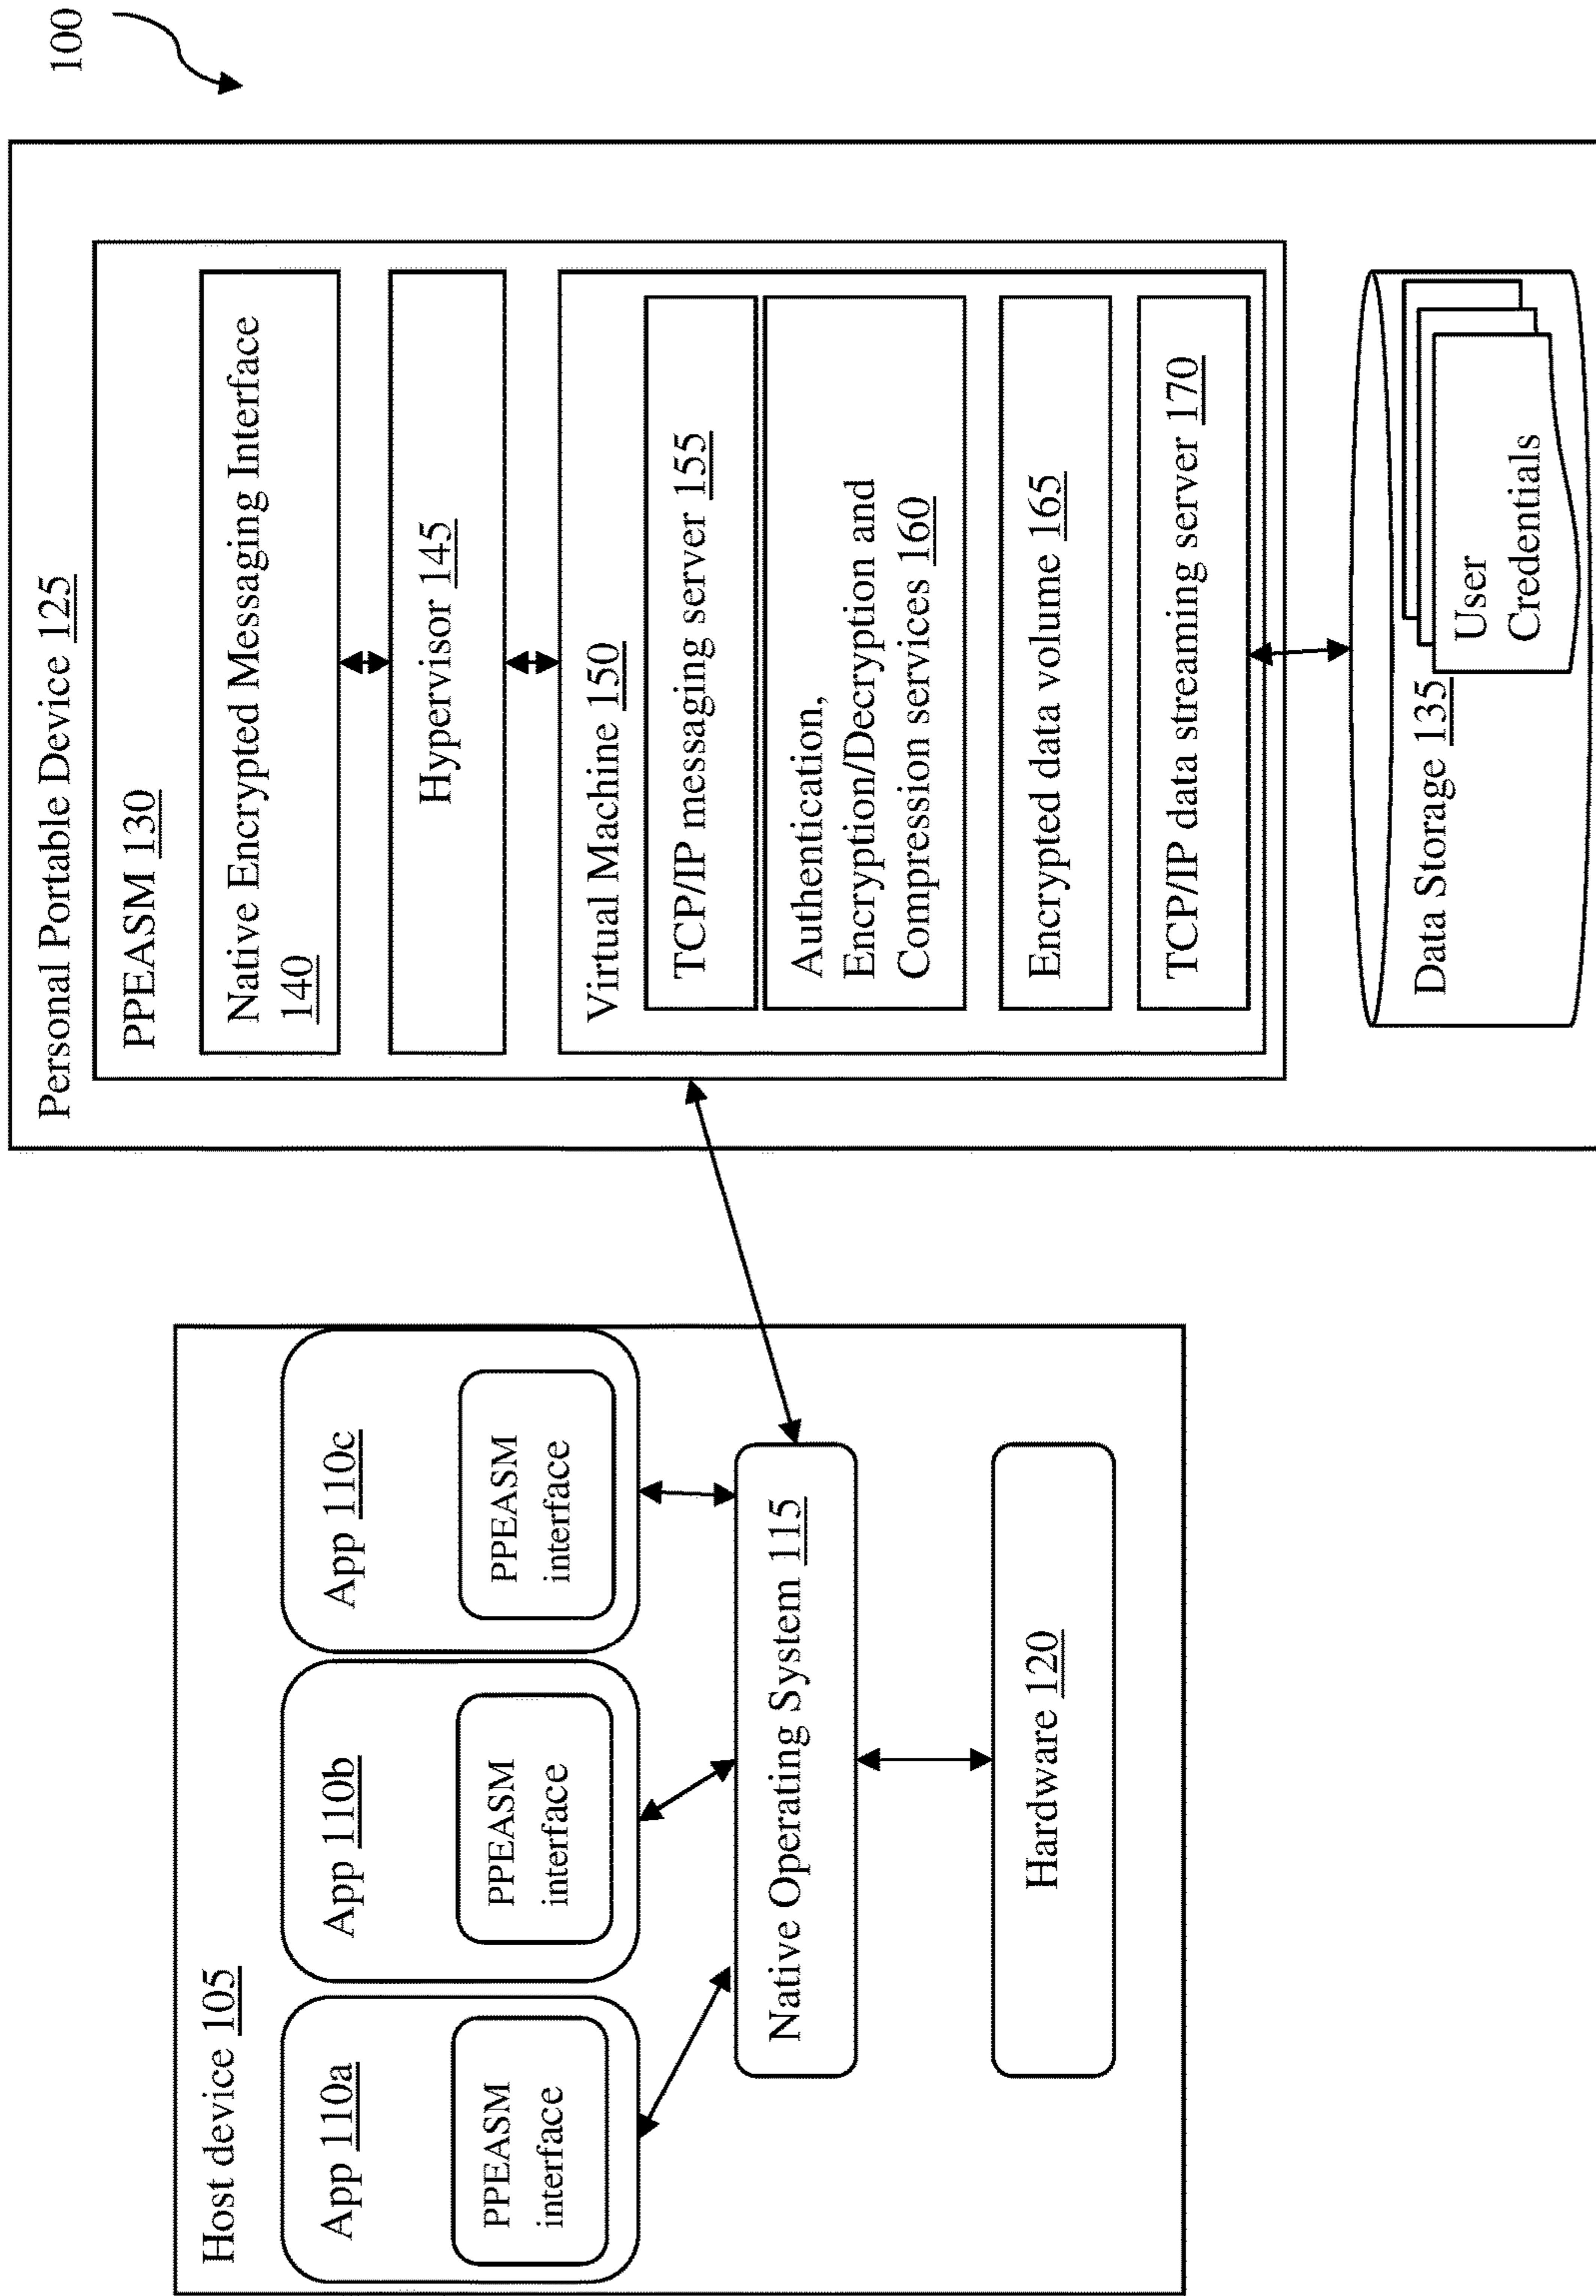 100
Host device 105
App 110a
PPEASM
interface
App 110b
PPEASM
interface
App 110c
PPEASM
interface
Native Operating System 115
Hardware 120
Personal Portable Device 125
PPEASM 130
Native Encrypted Messaging Interface
140
Hypervisor 145
Virtual Machine 150
TCP/IP messaging server 155
Authentication,
Encryption/Decryption and
Compression services 160
Encrypted data volume 165
TCP/IP data streaming server 170
Data Storage 135
User
Credentials